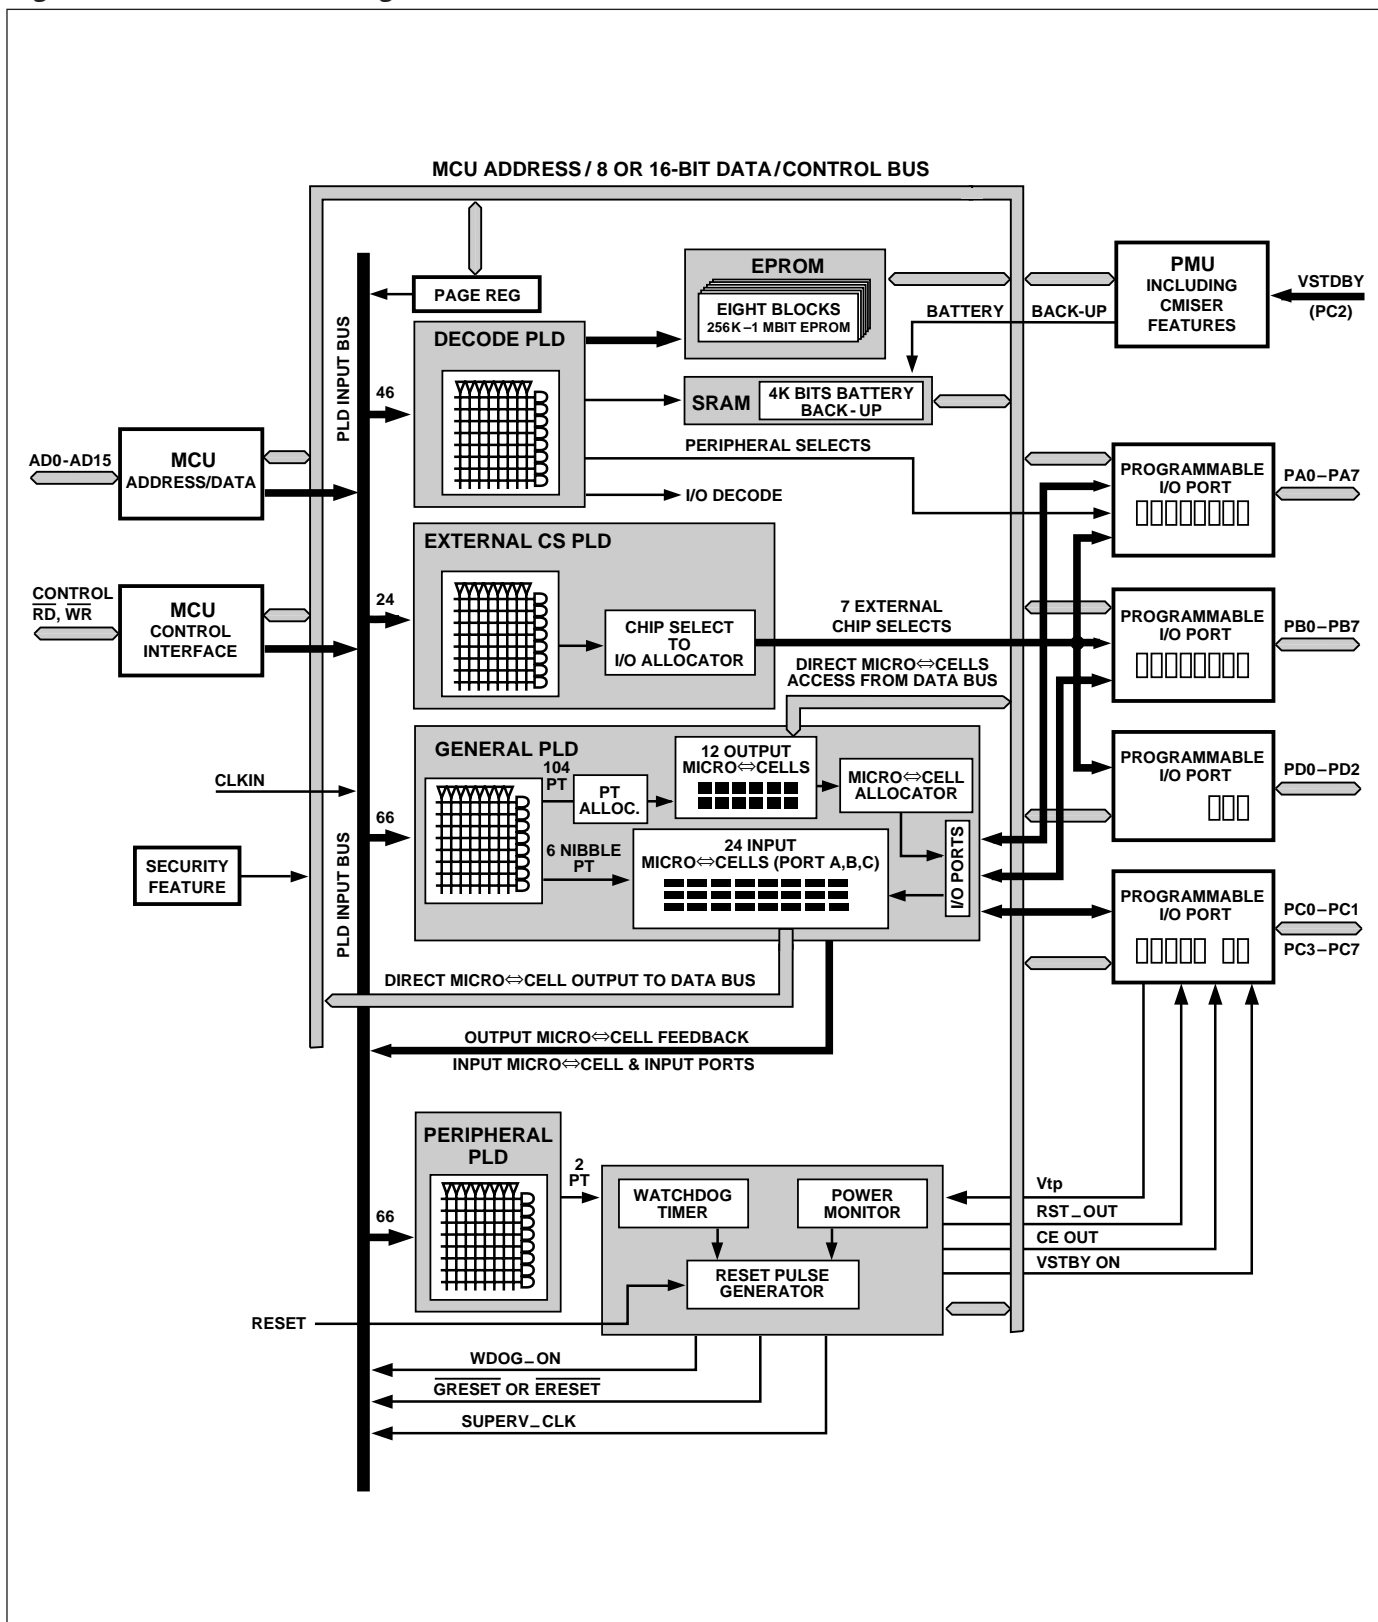 MCU ADDRESS / 8 OR 16-BIT DATA/CONTROL BUS
PLD INPUT BUS
PAGE REG
EPROM
EIGHT BLOCKS
256K–1 MBIT EPROM
PMU
INCLUDING
CMISER
FEATURES
VSTDBY
(PC2)
BATTERY
BACK-UP
DECODE PLD
46
SRAM
4K BITS BATTERY
BACK-UP
PERIPHERAL SELECTS
I/O DECODE
AD0-AD15
MCU
ADDRESS/DATA
PROGRAMMABLE
I/O PORT
PA0–PA7
EXTERNAL CS PLD
24
CHIP SELECT
TO
I/O ALLOCATOR
7 EXTERNAL
CHIP SELECTS
CONTROL
RD, WR
MCU
CONTROL
INTERFACE
PROGRAMMABLE
I/O PORT
PB0–PB7
DIRECT MICRO⇔CELLS
ACCESS FROM DATA BUS
GENERAL PLD
104
PT
PT
ALLOC.
12 OUTPUT
MICRO⇔CELLS
MICRO⇔CELL
ALLOCATOR
PROGRAMMABLE
I/O PORT
PD0–PD2
CLKIN
66
6 NIBBLE
PT
24 INPUT
MICRO⇔CELLS (PORT A,B,C)
I/O PORTS
SECURITY
FEATURE
PLD INPUT BUS
PROGRAMMABLE
I/O PORT
PC0–PC1
PC3–PC7
DIRECT MICRO⇔CELL OUTPUT TO DATA BUS
OUTPUT MICRO⇔CELL FEEDBACK
INPUT MICRO⇔CELL & INPUT PORTS
PERIPHERAL
PLD
66
2
PT
WATCHDOG
TIMER
POWER
MONITOR
RESET PULSE
GENERATOR
Vtp
RST_OUT
CE OUT
VSTBY ON
RESET
WDOG_ON
GRESET OR ERESET
SUPERV_CLK